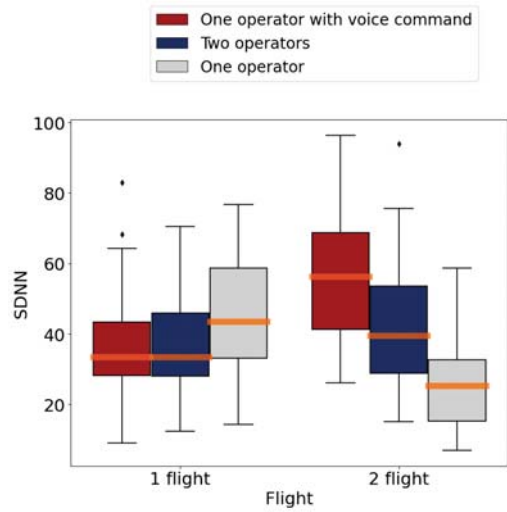 One operator with voice command
Two operators
One operator
100
80
60
40
20
SDNN
1 flight
2 flight
Flight